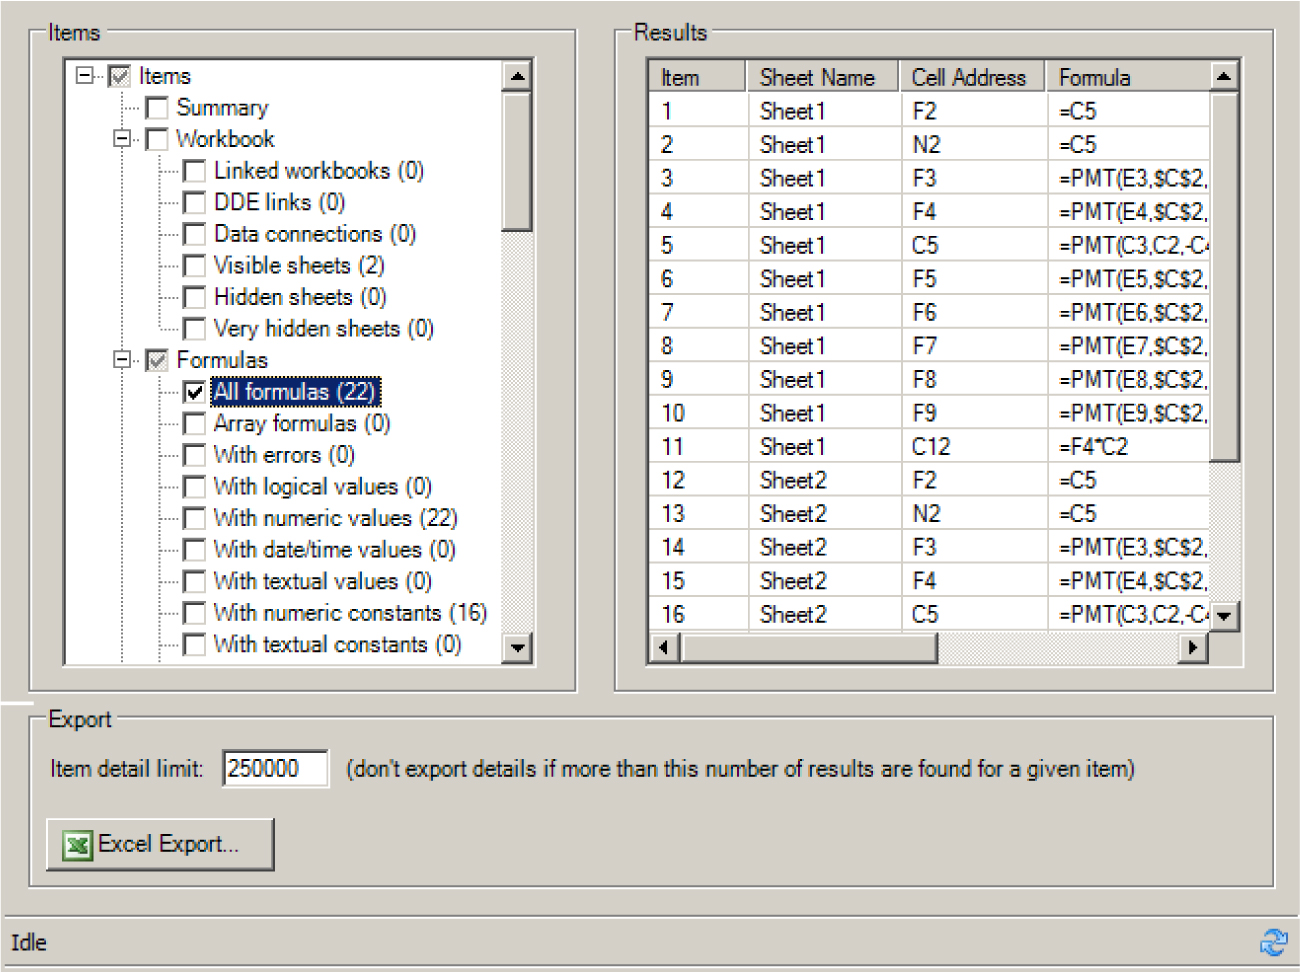 Items
Items
Summary
Workbook
Linked workbooks (0)
DDE links (0)
Data connections (0)
Visible sheets (2)
Hidden sheets (0)
Very hidden sheets (0)
Formulas
All formulas (22)
Array formulas (0)
With errors (0)
With logical values (0)
With numeric values (22)
With date/time values (0)
With textual values (0)
With numeric constants (16)
With textual constants (0)
Results
Item Sheet Name Cell Address Formula
1 Sheet1 F2 =C5
2 Sheet1 N2 =C5
3 Sheet1 F3 =PMT(E3,$C$2,
4 Sheet1 F4 =PMT(E4,$C$2,
5 Sheet1 C5 =PMT(C3,C2,-C4
6 Sheet1 F5 =PMT(E5,$C$2,
7 Sheet1 F6 =PMT(E6,$C$2,
8 Sheet1 F7 =PMT(E7,$C$2,
9 Sheet1 F8 =PMT(E8,$C$2,
10 Sheet1 F9 =PMT(E9,$C$2,
11 Sheet1 C12 =F4*C2
12 Sheet2 F2 =C5
13 Sheet2 N2 =C5
14 Sheet2 F3 =PMT(E3,$C$2,
15 Sheet2 F4 =PMT(E4,$C$2,
16 Sheet2 C5 =PMT(C3,C2,-C4
Export
Item detail limit: 250000 (don't export details if more than this number of results are found for a given item)
Excel Export...
Idle